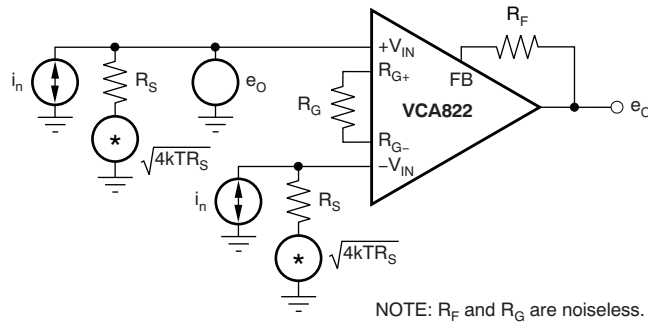 R_F
+V_IN
i_n
R_S
e_O
R_G+
FB
R_G
VCA822
e_O
* √4kTR_S
R_G−
−V_IN
i_n
R_S
* √4kTR_S
NOTE: R_F and R_G are noiseless.